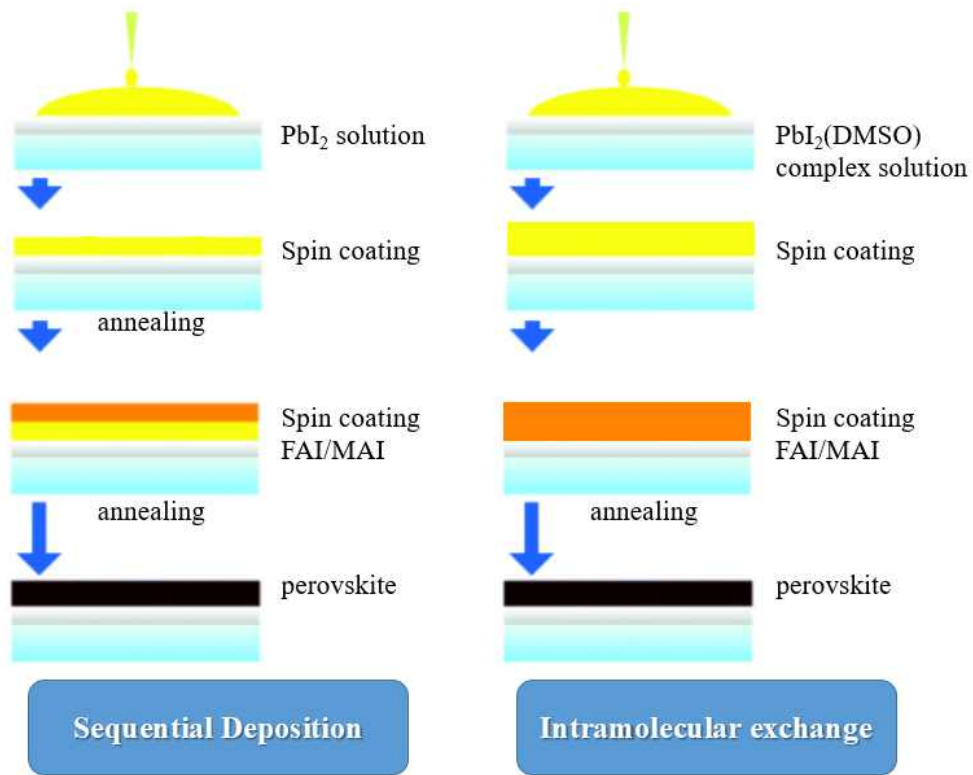 PbI₂ solution
Spin coating
annealing
Spin coating
FAI/MAI
annealing
perovskite
Sequential Deposition
PbI₂(DMSO)
complex solution
Spin coating
Spin coating
FAI/MAI
annealing
perovskite
Intramolecular exchange